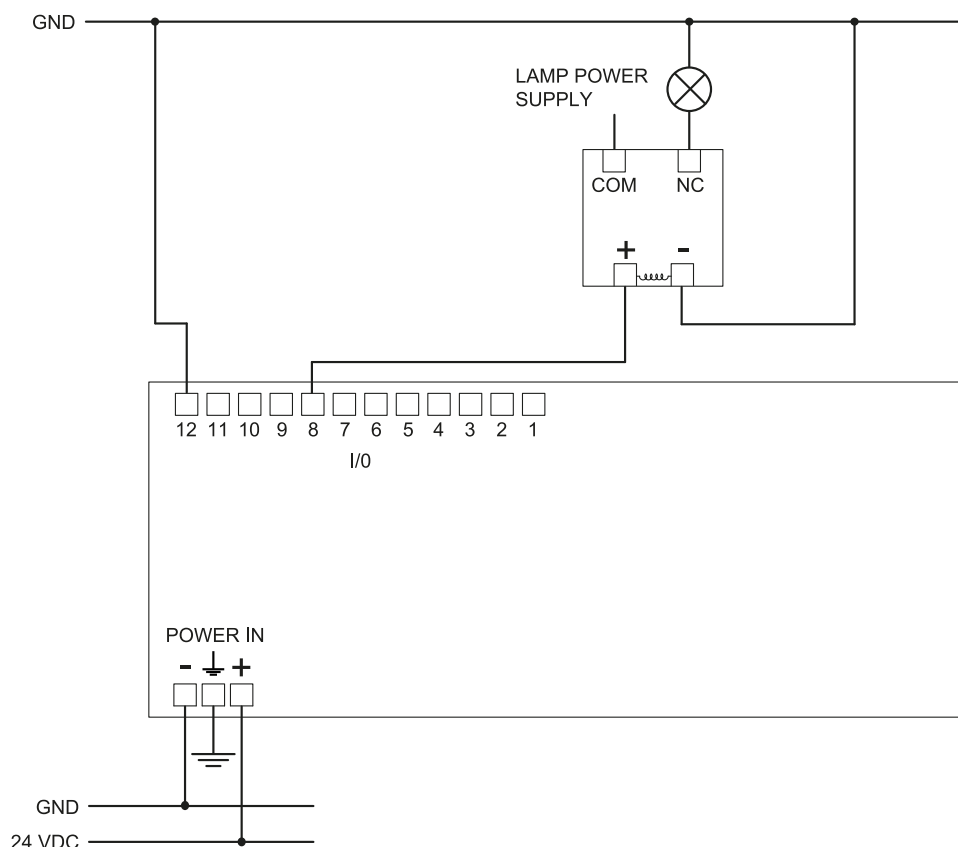 GND
LAMP POWER
SUPPLY
COM NC
+ -
12 11 10 9 8 7 6 5 4 3 2 1
I/0
POWER IN
- +
GND
24 VDC